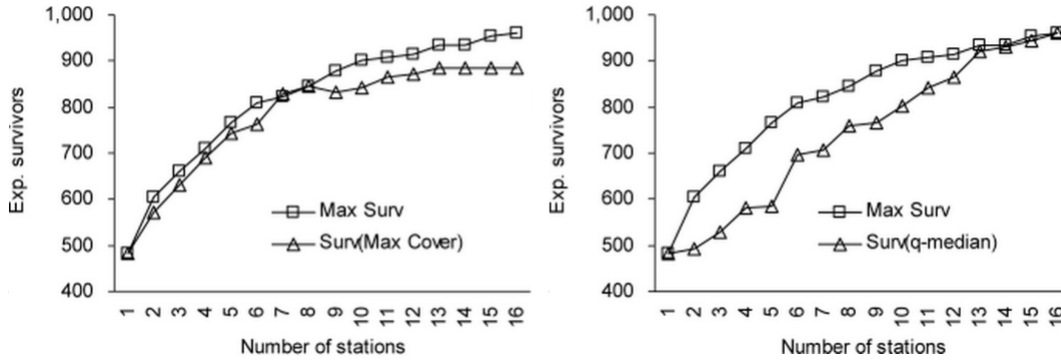 1,000
900
800
700
600
500
400
Exp. survivors
Max Surv
Surv(Max Cover)
1 2 3 4 5 6 7 8 9 10 11 12 13 14 15 16
Number of stations
1,000
900
800
700
600
500
400
Exp. survivors
Max Surv
Surv(q-median)
1 2 3 4 5 6 7 8 9 10 11 12 13 14 15 16
Number of stations